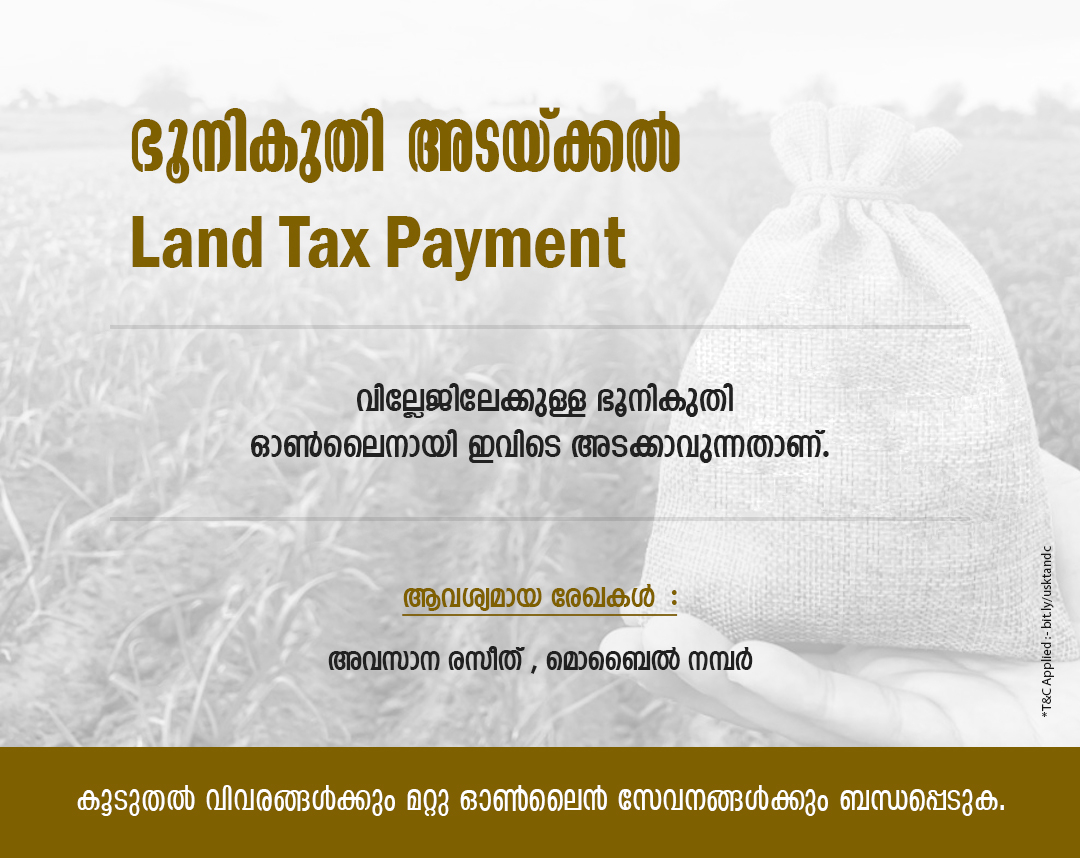 ഭൂനികുതി അടയ്ക്കൽ
Land Tax Payment
വില്ലേജിലേക്കുള്ള ഭൂനികുതി
ഓൺലൈനായി ഇവിടെ അടക്കാവുന്നതാണ്.
ആവശ്യമായ രേഖകൾ :
അവസാന രസീത് , മൊബൈൽ നമ്പർ
*T&C Applied :- bit.ly/usktandc
കൂടുതൽ വിവരങ്ങൾക്കും മറ്റു ഓൺലൈൻ സേവനങ്ങൾക്കും ബന്ധപ്പെടുക.